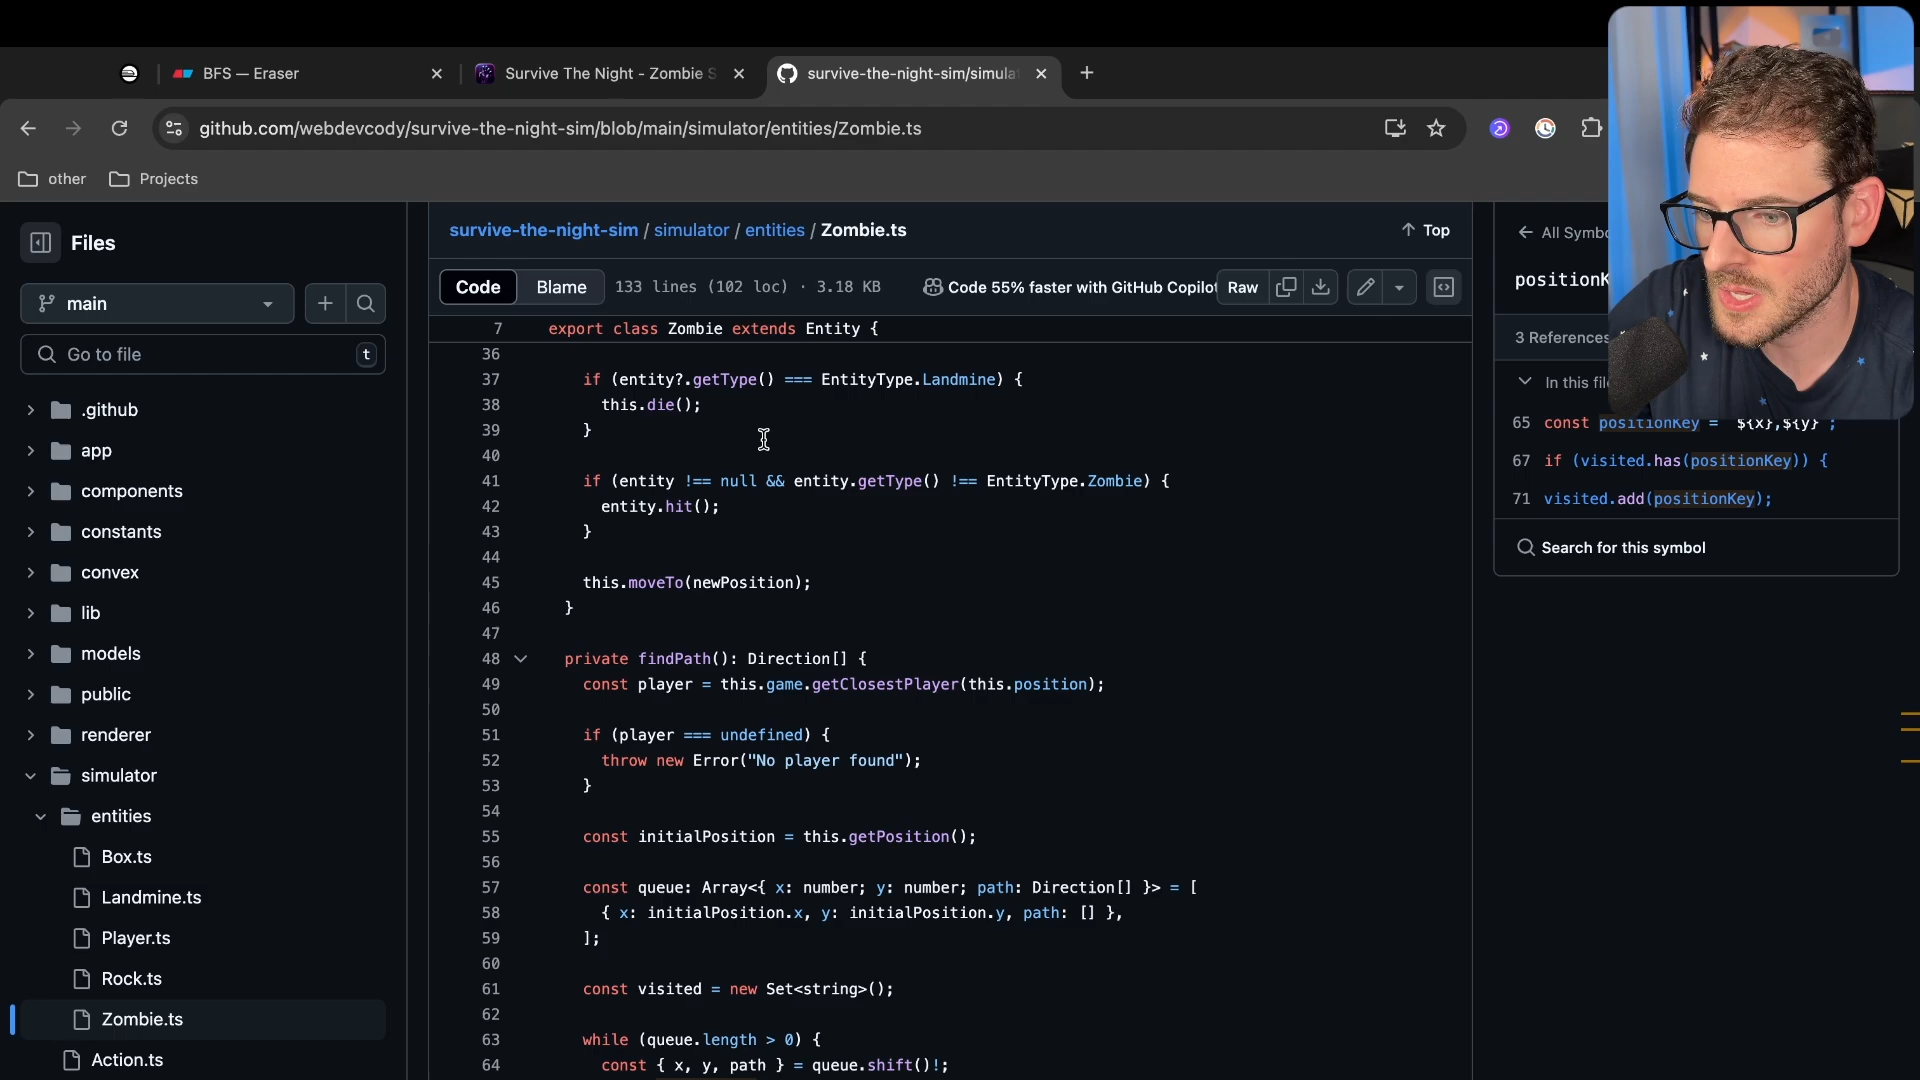 BFS — Eraser
Survive The Night - Zombie S
survive-the-night-sim/simula
github.com/webdevcody/survive-the-night-sim/blob/main/simulator/entities/Zombie.ts
other
Projects
Files
main
Go to file
t
.github
app
components
constants
convex
lib
models
public
renderer
simulator
entities
Box.ts
Landmine.ts
Player.ts
Rock.ts
Zombie.ts
Action.ts
survive-the-night-sim / simulator / entities / Zombie.ts
Top
Code
Blame
133 lines (102 loc) · 3.18 KB
Code 55% faster with GitHub Copilot
Raw
7 export class Zombie extends Entity {
36
37 if (entity?.getType() === EntityType.Landmine) {
38 this.die();
39 }
40
41 if (entity !== null && entity.getType() !== EntityType.Zombie) {
42 entity.hit();
43 }
44
45 this.moveTo(newPosition);
46 }
47
48 private findPath(): Direction[] {
49 const player = this.game.getClosestPlayer(this.position);
50
51 if (player === undefined) {
52 throw new Error("No player found");
53 }
54
55 const initialPosition = this.getPosition();
56
57 const queue: Array<{ x: number; y: number; path: Direction[] }> = [
58 { x: initialPosition.x, y: initialPosition.y, path: [] },
59 ];
60
61 const visited = new Set<string>();
62
63 while (queue.length > 0) {
64 const { x, y, path } = queue.shift()!;
All Symbo
positionK
3 References
In this file
65 const positionKey = `${x},${y}`;
67 if (visited.has(positionKey)) {
71 visited.add(positionKey);
Search for this symbol